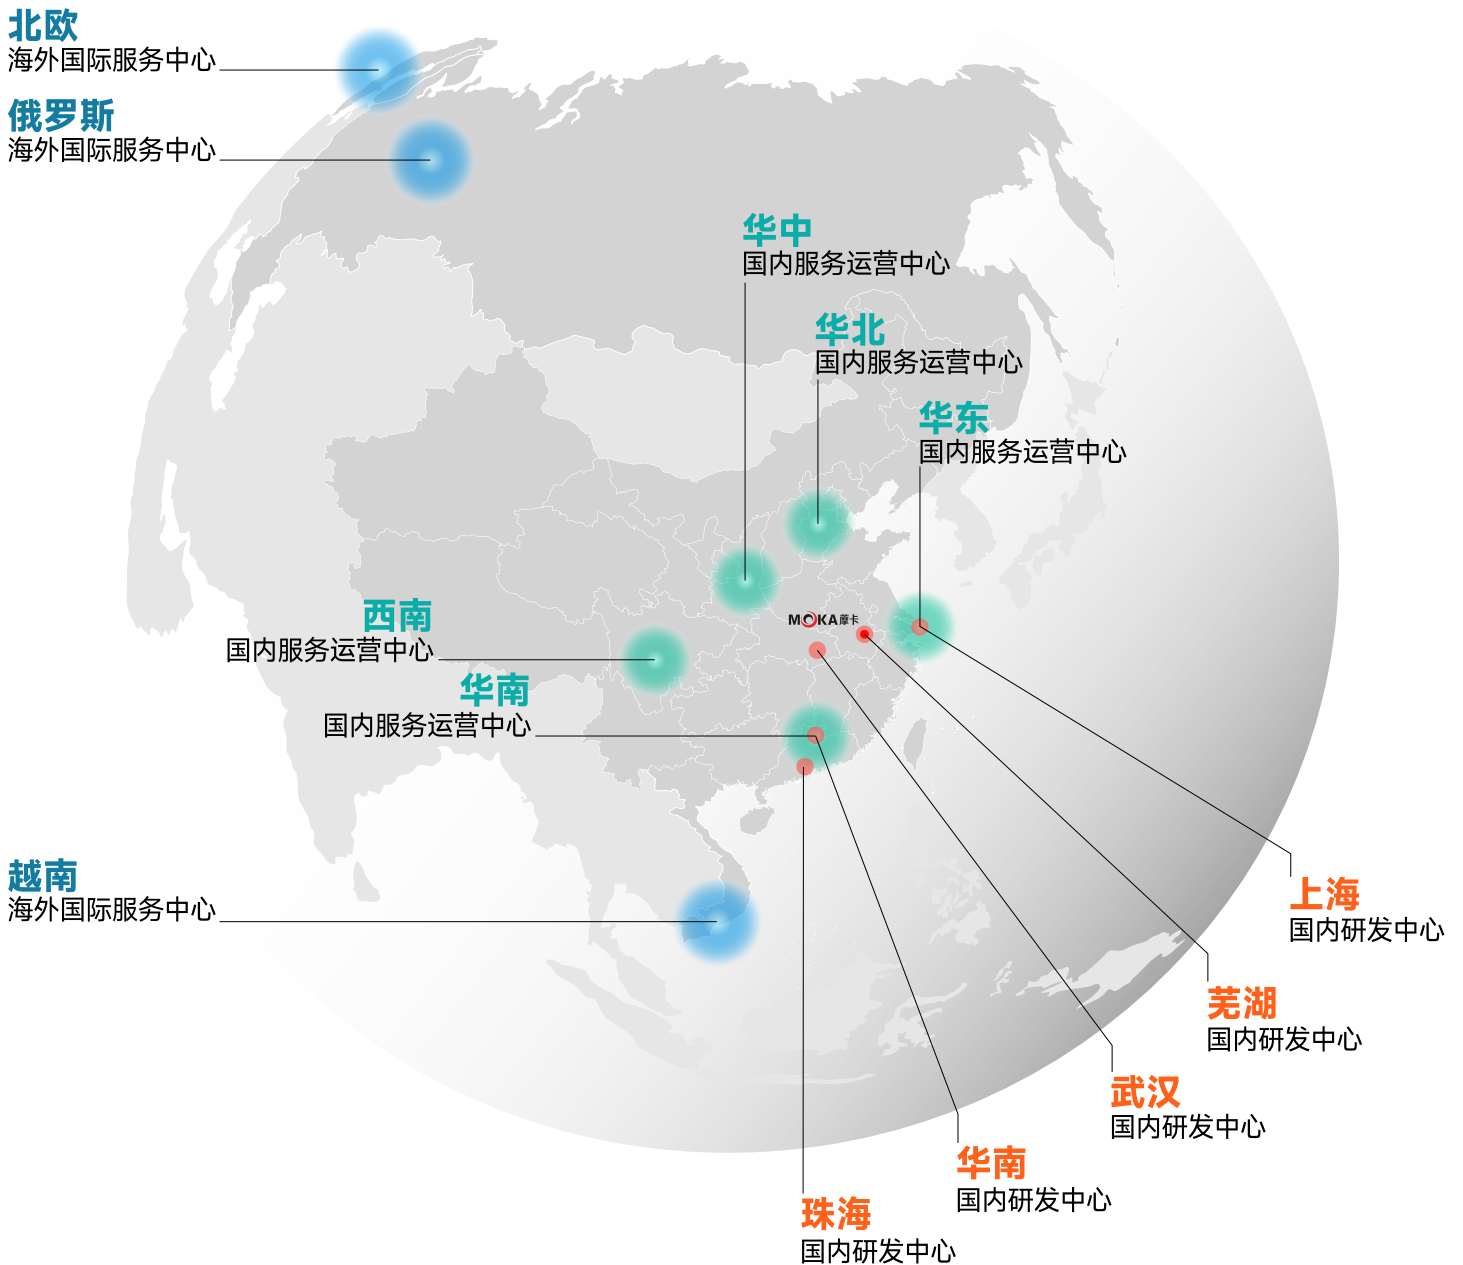 北欧
海外国际服务中心
俄罗斯
海外国际服务中心
华中
国内服务运营中心
华北
国内服务运营中心
华东
国内服务运营中心
西南
国内服务运营中心
MOKA摩卡
华南
国内服务运营中心
越南
海外国际服务中心
上海
国内研发中心
芜湖
国内研发中心
武汉
国内研发中心
华南
国内研发中心
珠海
国内研发中心